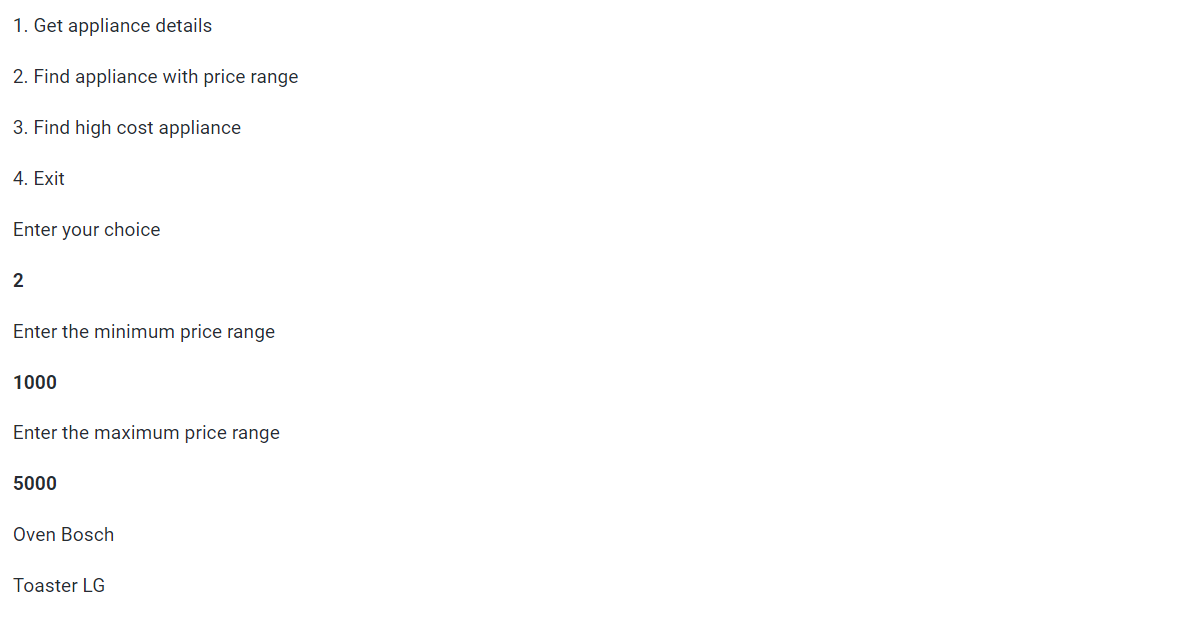 1. Get appliance details
2. Find appliance with price range
3. Find high cost appliance
4. Exit
Enter your choice
2
Enter the minimum price range
1000
Enter the maximum price range
5000
Oven Bosch
Toaster LG